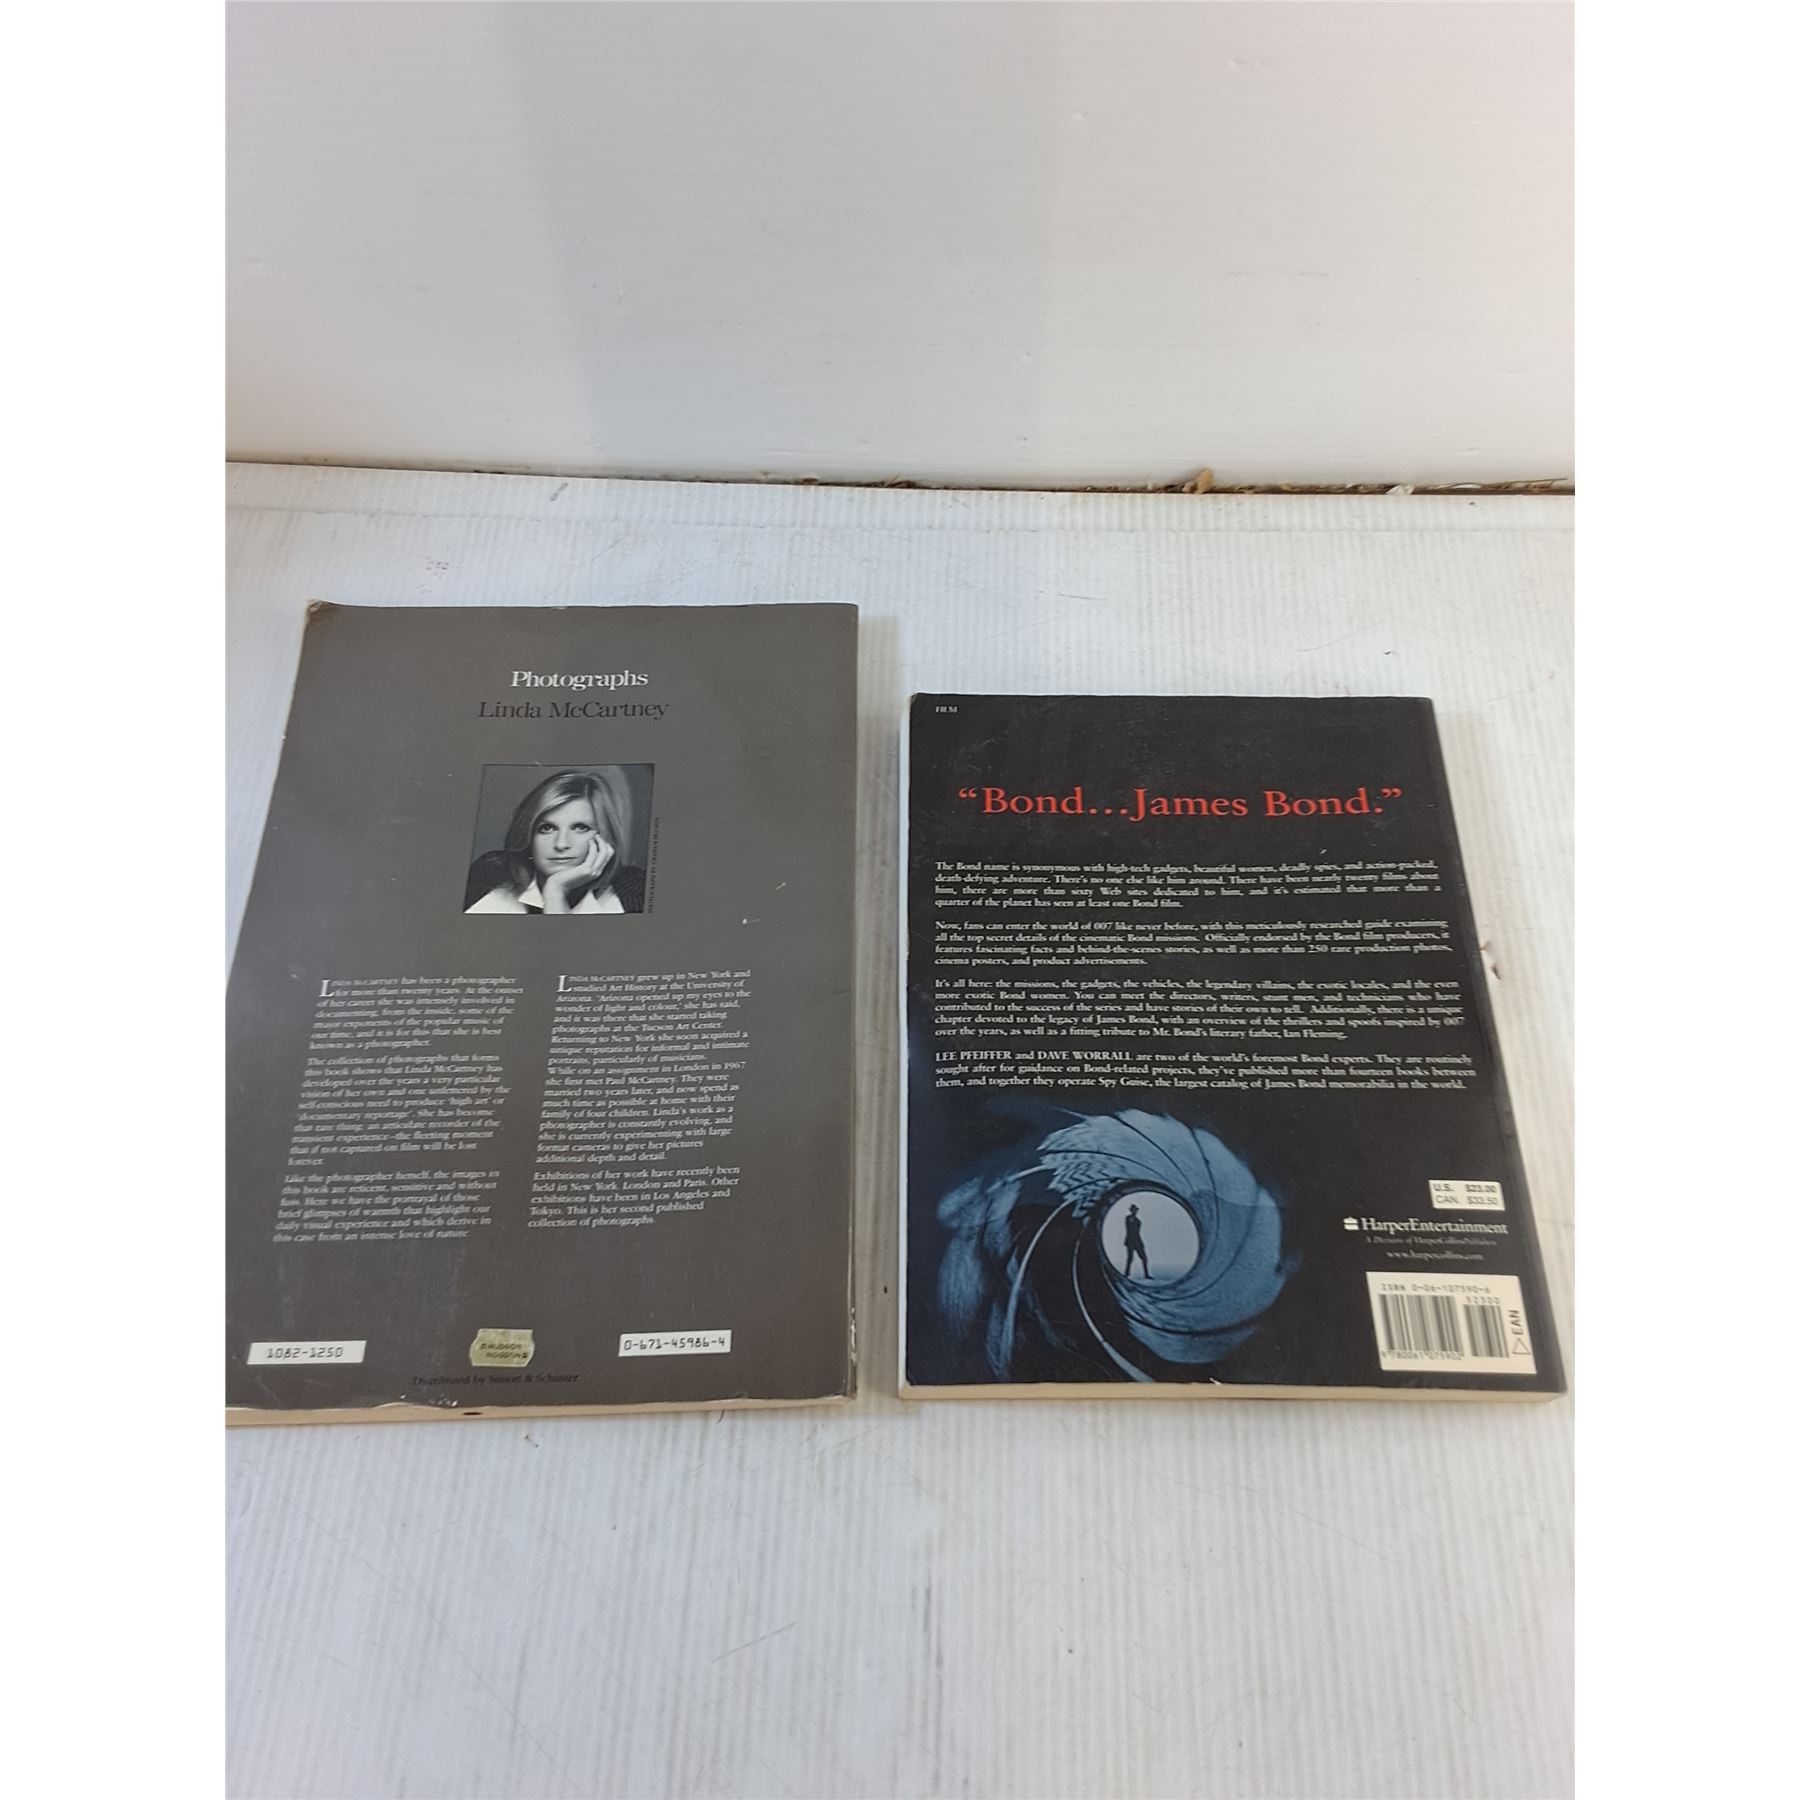 Photographs
Linda McCartney
PHOTOGRAPH BY GRAHAM HUGHES
LINDA McCARTNEY has been a photographer
for more than twenty years. At the outset
of her career she was intensely involved in
documenting, from the inside, some of the
major exponents of the popular music of
our time, and it is for this that she is best
known as a photographer.
The collection of photographs that forms
this book shows that Linda McCartney has
developed over the years a very particular
vision of her own and one unfettered by the
self-conscious need to produce 'high art' or
'documentary reportage'. She has become
that rare thing: an articulate recorder of the
transient experience–the fleeting moment
that if not captured on film will be lost
forever.
Like the photographer herself, the images in
this book are reticent, sensitive and without
fuss. Here we have the portrayal of those
brief glimpses of warmth that highlight our
daily visual experience and which derive in
this case from an intense love of nature.
LINDA McCARTNEY grew up in New York and
studied Art History at the University of
Arizona. 'Arizona opened up my eyes to the
wonder of light and colour,' she has said,
and it was there that she started taking
photographs at the Tucson Art Center.
Returning to New York she soon acquired a
unique reputation for informal and intimate
portraits, particularly of musicians.
While on an assignment in London in 1967
she first met Paul McCartney. They were
married two years later, and now spend as
much time as possible at home with their
family of four children. Linda's work as a
photographer is constantly evolving, and
she is currently experimenting with large
format cameras to give her pictures
additional depth and detail.
Exhibitions of her work have recently been
held in New York, London and Paris. Other
exhibitions have been in Los Angeles and
Tokyo. This is her second published
collection of photographs.
1082-1250
0-671-45986-4
Distributed by Simon & Schuster
FILM
“Bond...James Bond.”
The Bond name is synonymous with high-tech gadgets, beautiful women, deadly spies, and action-packed,
death-defying adventure. There's no one else like him around. There have been nearly twenty films about
him, there are more than sixty Web sites dedicated to him, and it's estimated that more than a
quarter of the planet has seen at least one Bond film.
Now, fans can enter the world of 007 like never before, with this meticulously researched guide examining
all the top secret details of the cinematic Bond missions. Officially endorsed by the Bond film producers, it
features fascinating facts and behind-the-scenes stories, as well as more than 250 rare production photos,
cinema posters, and product advertisements.
It's all here: the missions, the gadgets, the vehicles, the legendary villains, the exotic locales, and the even
more exotic Bond women. You can meet the directors, writers, stunt men, and technicians who have
contributed to the success of the series and have stories of their own to tell. Additionally, there is a unique
chapter devoted to the legacy of James Bond, with an overview of the thrillers and spoofs inspired by 007
over the years, as well as a fitting tribute to Mr. Bond's literary father, Ian Fleming.
LEE PFEIFFER and DAVE WORRALL are two of the world's foremost Bond experts. They are routinely
sought after for guidance on Bond-related projects, they've published more than fourteen books between
them, and together they operate Spy Guise, the largest catalog of James Bond memorabilia in the world.
U.S. $23.00
CAN. $33.50
HarperEntertainment
A Division of HarperCollinsPublishers
www.harpercollins.com
ISBN 0-06-107590-6
52300
9 780061 075902
EAN